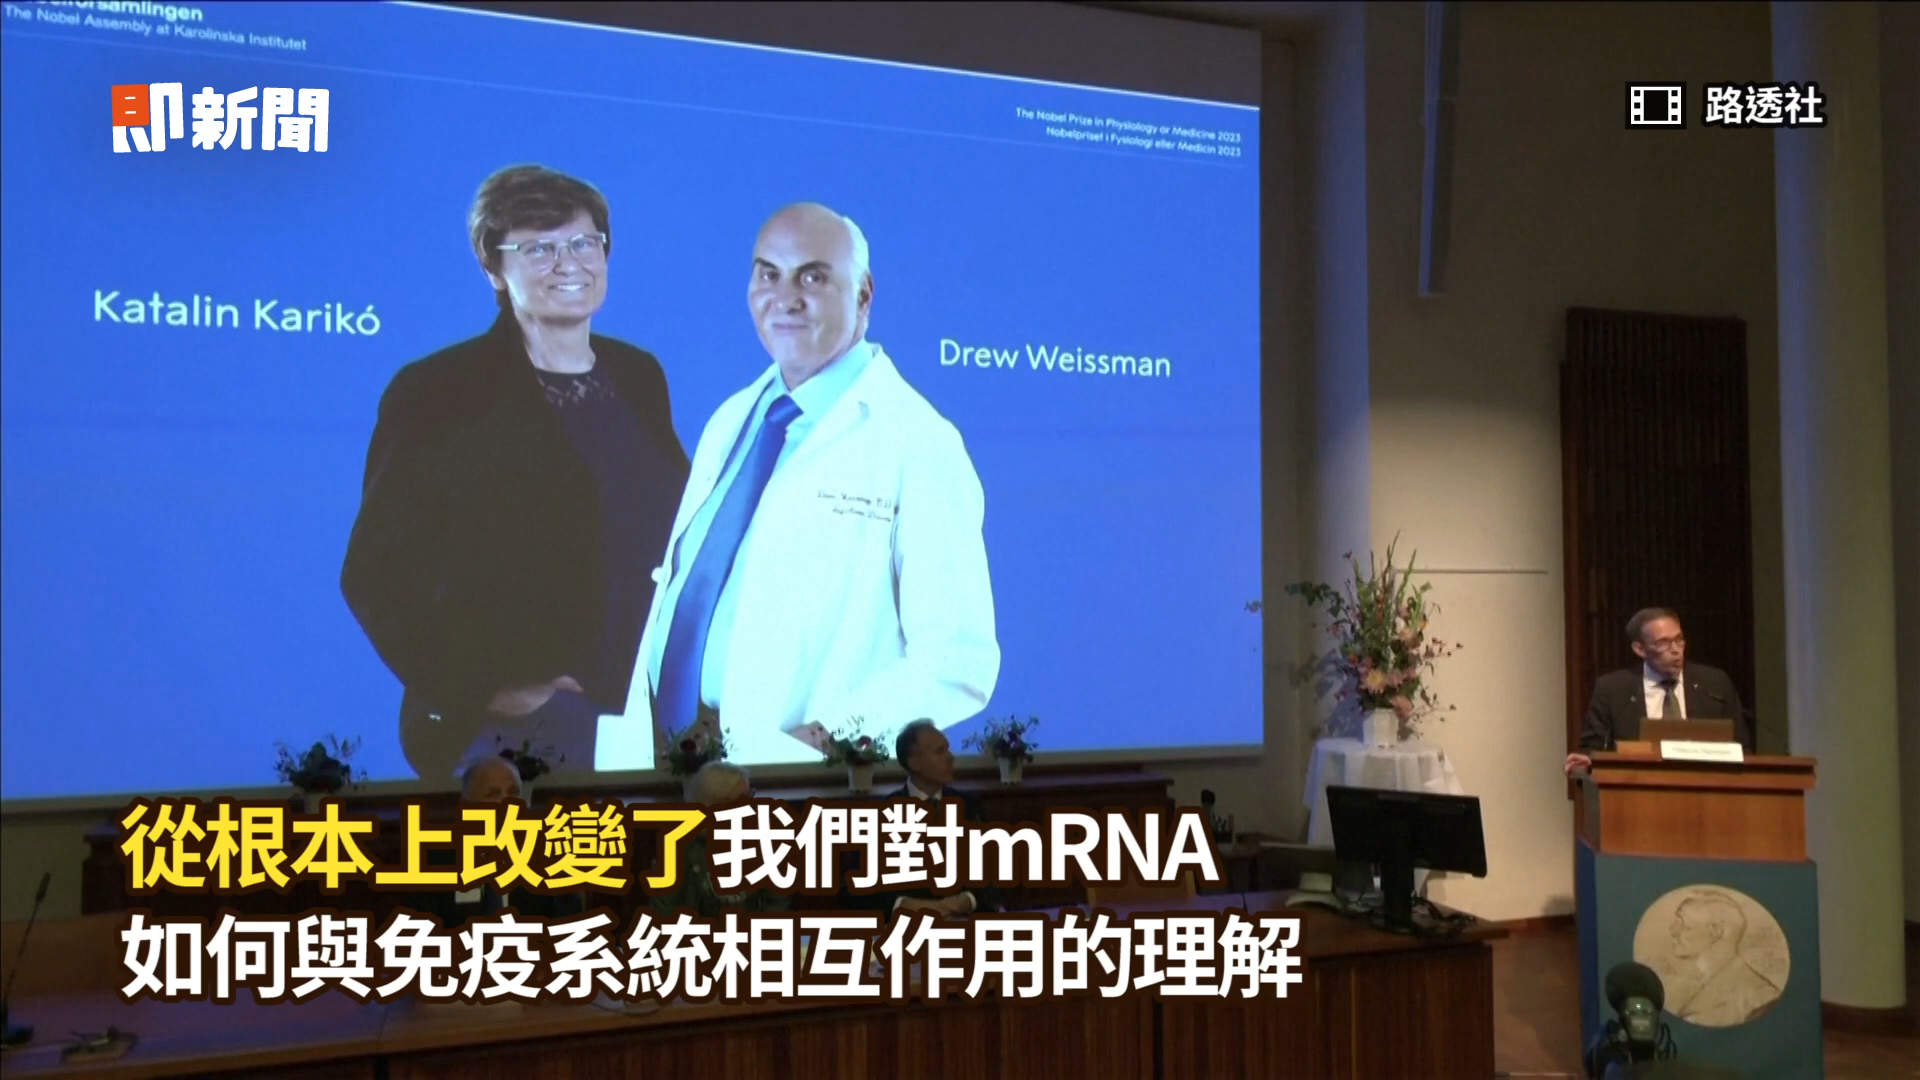 The Nobel Assembly at Karolinska Institutet
即新聞
路透社
The Nobel Prize in Physiology or Medicine 2023
Nobelpriset i Fysiologi eller Medicin 2023
Katalin Karikó
Drew Weissman
從根本上改變了我們對mRNA
如何與免疫系統相互作用的理解